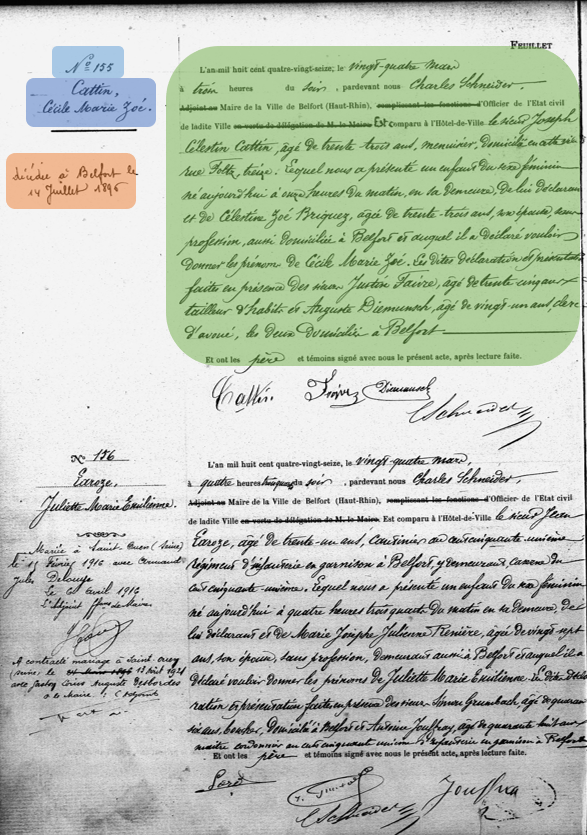 FEUILLET
N° 155
Cattin,
Cécile Marie Zoé.
décédée à Belfort le
14 Juillet 1896
L'an mil huit cent quatre-vingt-seize, le vingt-quatre mars
à trois heures du soir, pardevant nous Charles Schneider,
Adjoint au Maire de la Ville de Belfort (Haut-Rhin), remplissant les fonctions d'Officier de l'Etat civil
de ladite Ville en vertu de délégation de M. le Maire Est comparu à l'Hôtel-de-Ville le sieur Joseph
Célestin Cattin, âgé de trente trois ans, menuisier, domicilié en cette ville
rue Foltz, treize. Lequel nous a présenté un enfant du sexe féminin
né aujourd'hui à onze heures du matin, en sa demeure, de lui déclarant
et de Célestine Zoé Briquez, âgée de trente-trois ans, son épouse, sans
profession, aussi domiciliée à Belfort et auquel il a déclaré vouloir
donner les prénoms de Cécile Marie Zoé. Les dites déclaration et présentation
faites en présence des sieurs Justin Faivre, âgé de trente cinq ans
tailleur d'habits et Auguste Diemunsch, âgé de vingt-un ans, clerc
d'avoué, les deux domiciliés à Belfort
Et ont les père et témoins signé avec nous le présent acte, après lecture faite.
Cattin Faivre Diemunsch
Schneider
N° 156
Earoze,
Juliette Marie Emilienne.
Mariée à Saint-Ouen (Seine)
le 15 février 1916 avec Armand
Jules Delouye
le avril 1916
L'Adjoint
A contracté mariage à Saint-Ouen
(Seine) le 13 Août 1921
avec Auguste Desbordes
L'an mil huit cent quatre-vingt-seize, le vingt-quatre mars,
à quatre heures du soir, pardevant nous Charles Schneider,
Adjoint au Maire de la Ville de Belfort (Haut-Rhin), remplissant les fonctions d'Officier de l'Etat civil
de ladite Ville en vertu de délégation de M. le Maire. Est comparu à l'Hôtel-de-Ville le sieur Jean
Earoze, âgé de trente-un ans, cuisinier au cent cinquante unième
Régiment d'infanterie en garnison à Belfort, y demeurant, caserne du
cent cinquante-unième. Lequel nous a présenté un enfant du sexe féminin
né aujourd'hui à quatre heures trois quarts du matin en sa demeure, de
lui déclarant et de Marie Josèphe Julienne Renière, âgée de vingt-sept
ans, son épouse, sans profession, demeurant aussi à Belfort et auquel il a
déclaré vouloir donner les prénoms de Juliette Marie Emilienne. Les dites décla
ration et présentation faites en présence des sieurs Simon Grumbach, âgé de quarante
six ans, domicilié à Belfort et Antoine Jouffray, âgé de quarante huit ans
maître cordonnier au cent cinquante unième d'infanterie en garnison à Belfort
Et ont les père et témoins signé avec nous le présent acte, après lecture faite.
Schneider Jouffray